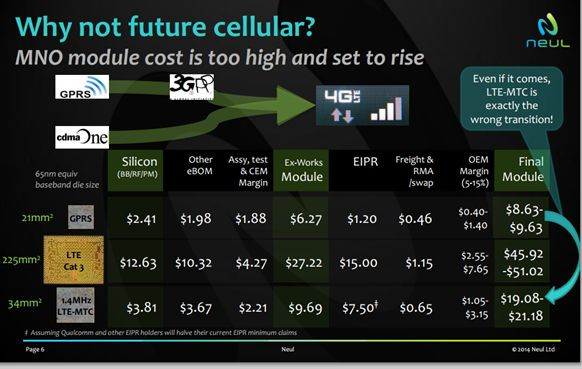 Why not future cellular?
MNO module cost is too high and set to rise
neul
GPRS
3GPP
cdmaOne
4G LTE
Even if it comes,
LTE-MTC is
exactly the
wrong transition!
65nm equiv
baseband die size
Silicon
(BB/RF/PM)
Other
eBOM
Assy, test
& CEM
Margin
Ex-Works
Module
EIPR
Freight &
RMA
/swap
OEM
Margin
(5-15%)
Final
Module
21mm² GPRS $2.41 $1.98 $1.88 $6.27 $1.20 $0.46 $0.40-
1.40 $8.63-
$9.63
225mm² LTE
Cat 3 $12.63 $10.32 $4.27 $27.22 $15.00 $1.15 $2.55-
$7.65 $45.92
-$51.02
34mm² 1.4MHz
LTE-MTC $3.81 $3.67 $2.21 $9.69 $7.50‡ $0.65 $1.05-
$3.15 $19.08-
$21.18
‡ Assuming Qualcomm and other EIPR holders will halve their current EIPR minimum claims
Page 6 Neul © 2014 Neul Ltd